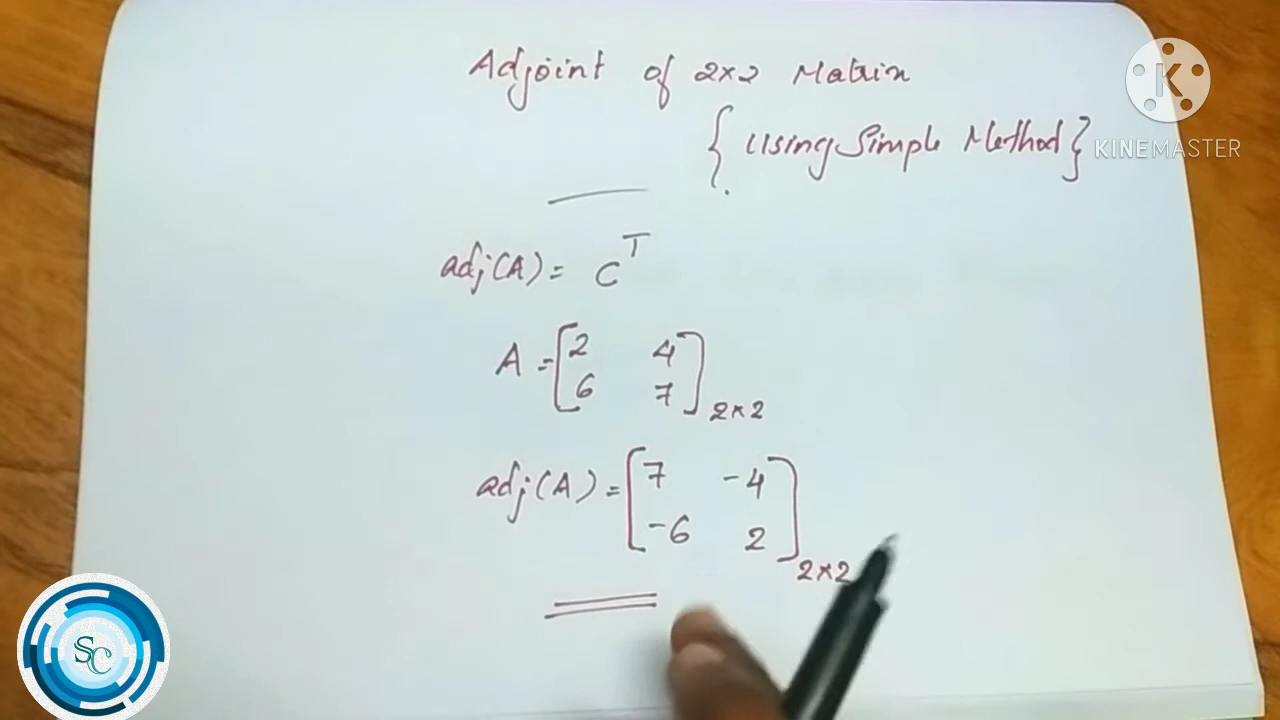 Adjoint of 2×2 Matrix
{ Using Simple Method }
KINEMASTER
adj(A) = C^T
A = [2 4
6 7] 2×2
adj(A) = [7 -4
-6 2] 2×2
SC